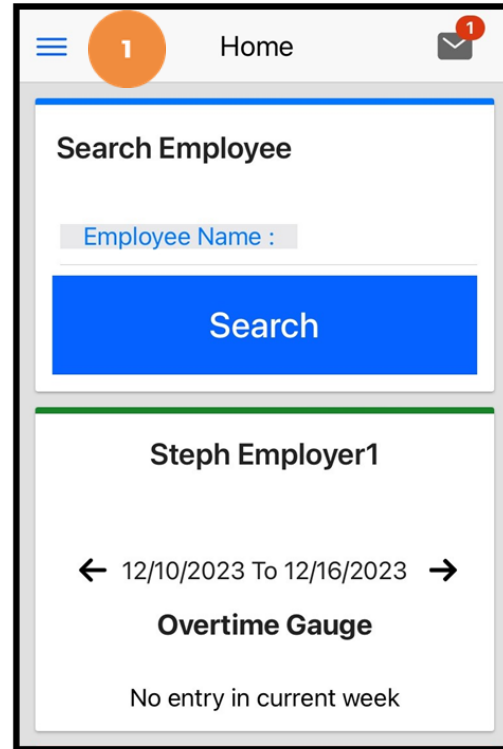 1
Home
1
Search Employee
Employee Name :
Search
Steph Employer1
12/10/2023 To 12/16/2023
Overtime Gauge
No entry in current week